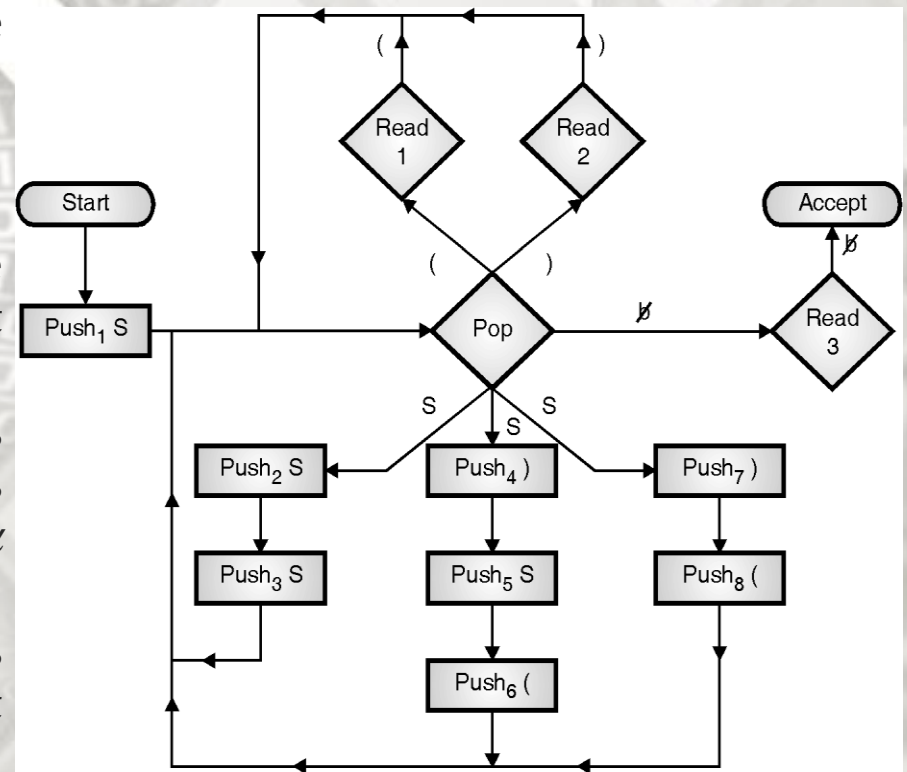 ( )
Read 1
Read 2
Start
Accept
ƀ
( )
Push₁ S
Pop
ƀ
Read 3
S S
S
Push₂ S
Push₄ )
Push₇ )
Push₃ S
Push₅ S
Push₈ (
Push₆ (